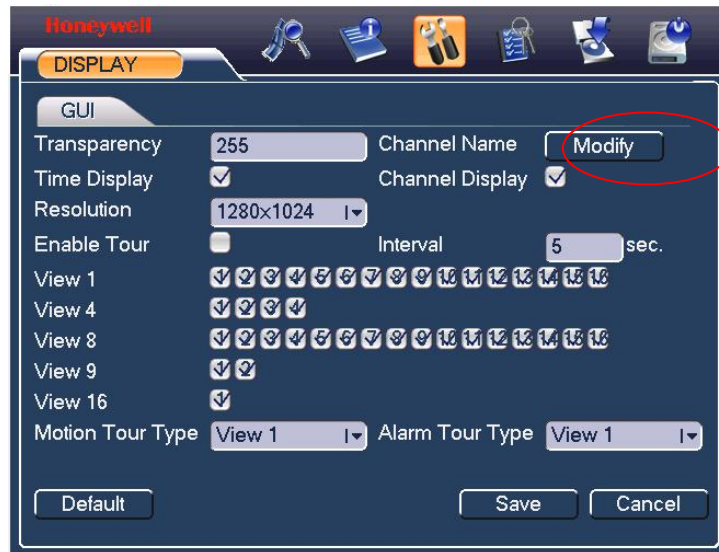 Honeywell
DISPLAY
GUI
Transparency 255 Channel Name Modify
Time Display Channel Display
Resolution 1280×1024
Enable Tour Interval 5 sec.
View 1 1 2 3 4 5 6 7 8 9 10 11 12 13 14 15 16
View 4 1 2 3 4
View 8 1 2 3 4 5 6 7 8 9 10 11 12 13 14 15 16
View 9 1 2
View 16 1
Motion Tour Type View 1 Alarm Tour Type View 1
Default Save Cancel